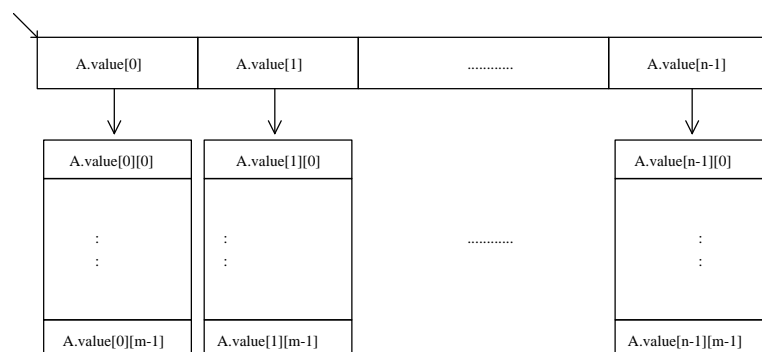 A.value[0] A.value[1] ............ A.value[n-1]
A.value[0][0] A.value[1][0] A.value[n-1][0]
: : :
............
: : :
A.value[0][m-1] A.value[1][m-1] A.value[n-1][m-1]